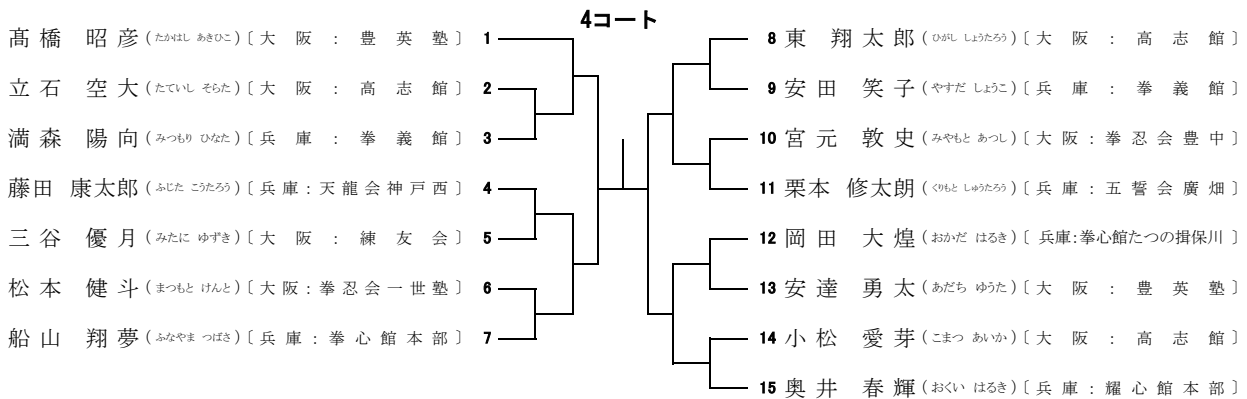 4コート
髙橋 昭彦 (たかはし あきひこ) 〔大阪：豊英塾〕 1
立石 空大 (たていし そらた) 〔大阪：高志館〕 2
満森 陽向 (みつもり ひなた) 〔兵庫：拳義館〕 3
藤田 康太郎 (ふじた こうたろう) 〔兵庫：天龍会神戸西〕 4
三谷 優月 (みたに ゆずき) 〔大阪：練友会〕 5
松本 健斗 (まつもと けんと) 〔大阪：拳忍会一世塾〕 6
船山 翔夢 (ふなやま つばさ) 〔兵庫：拳心館本部〕 7
8 東 翔太郎 (ひがし しょうたろう) 〔大阪：高志館〕
9 安田 笑子 (やすだ しょうこ) 〔兵庫：拳義館〕
10 宮元 敦史 (みやもと あつし) 〔大阪：拳忍会豊中〕
11 栗本 修太朗 (くりもと しゅうたろう) 〔兵庫：五誓会廣畑〕
12 岡田 大煌 (おかだ はるき) 〔兵庫：拳心館たつの揖保川〕
13 安達 勇太 (あだち ゆうた) 〔大阪：豊英塾〕
14 小松 愛芽 (こまつ あいか) 〔大阪：高志館〕
15 奥井 春輝 (おくい はるき) 〔兵庫：耀心館本部〕